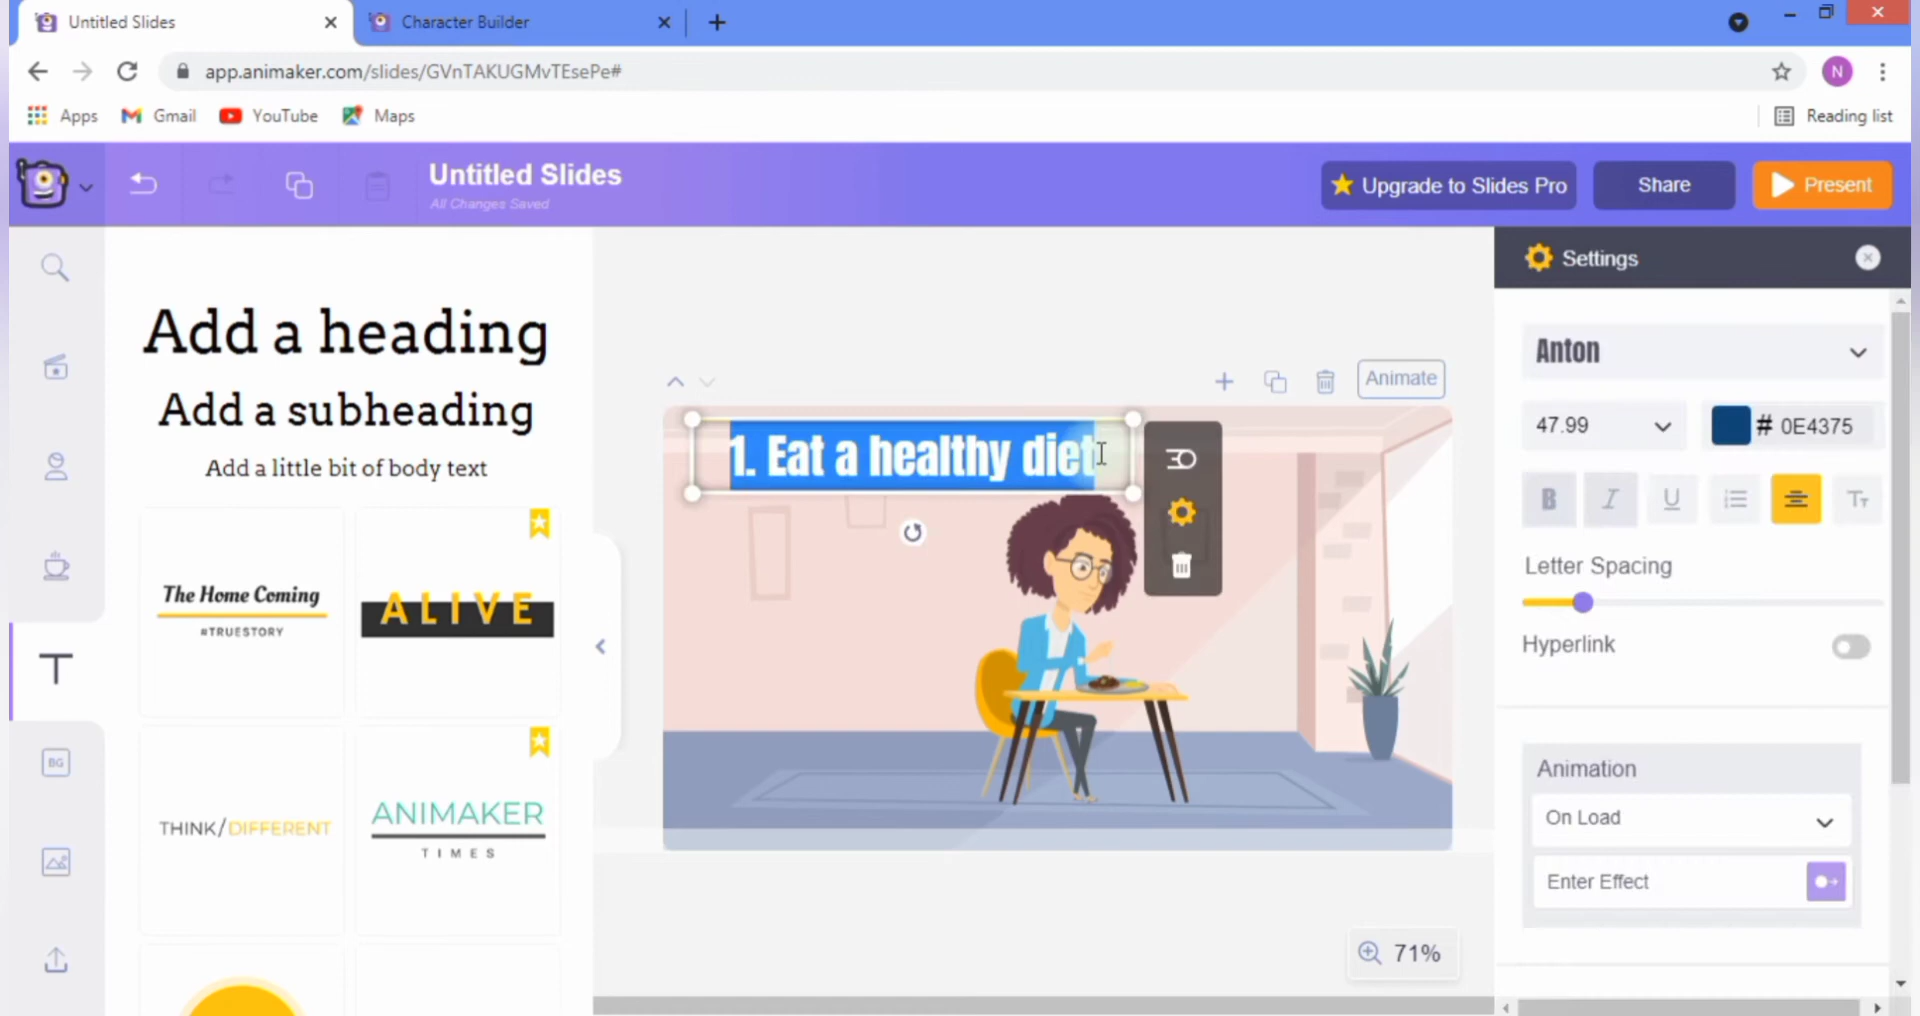 Untitled Slides
Character Builder
app.animaker.com/slides/GVnTAKUGMvTEsePe#
N
Apps
Gmail
YouTube
Maps
Reading list
Untitled Slides
All Changes Saved
Upgrade to Slides Pro
Share
Present
Settings
Add a heading
Add a subheading
Add a little bit of body text
The Home Coming
#TRUESTORY
ALIVE
THINK/DIFFERENT
ANIMAKER
TIMES
T
BG
Animate
1. Eat a healthy diet
71%
Anton
47.99
# 0E4375
B I U Tт
Letter Spacing
Hyperlink
Animation
On Load
Enter Effect